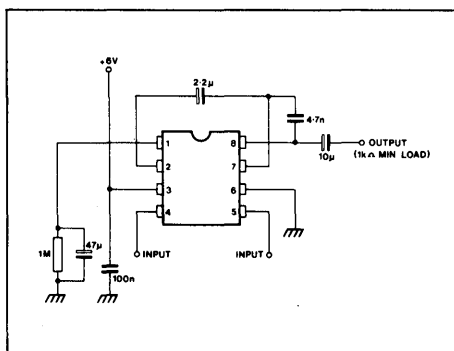 +6V
2·2µ
4·7n
OUTPUT
(1kΩ MIN LOAD)
10µ
1
2
3
4
8
7
6
5
1M
47µ
100n
INPUT
INPUT